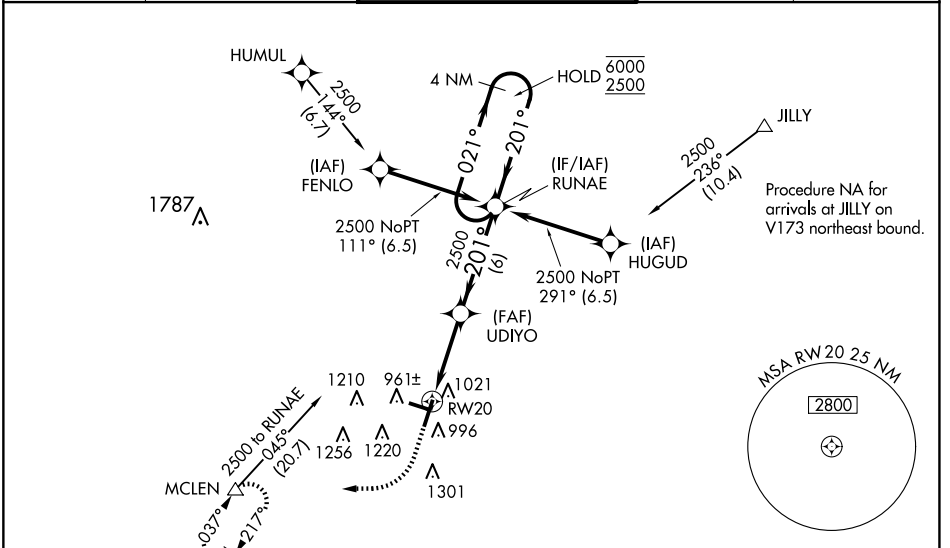 HUMUL
2500
144°
(6.7)
4 NM
HOLD
6000
2500
JILLY
021°
201°
2500
236°
(10.4)
(IAF)
FENLO
(IF/IAF)
RUNAE
Procedure NA for
arrivals at JILLY on
V173 northeast bound.
1787
2500 NoPT
111° (6.5)
2500
201°
(6)
(IAF)
HUGUD
2500 NoPT
291° (6.5)
(FAF)
UDIYO
MSA RW20 25 NM
2800
1210
961±
1021
RW20
996
1256
1220
1301
2500 to RUNAE
045°
(20.7)
MCLEN
037°
217°